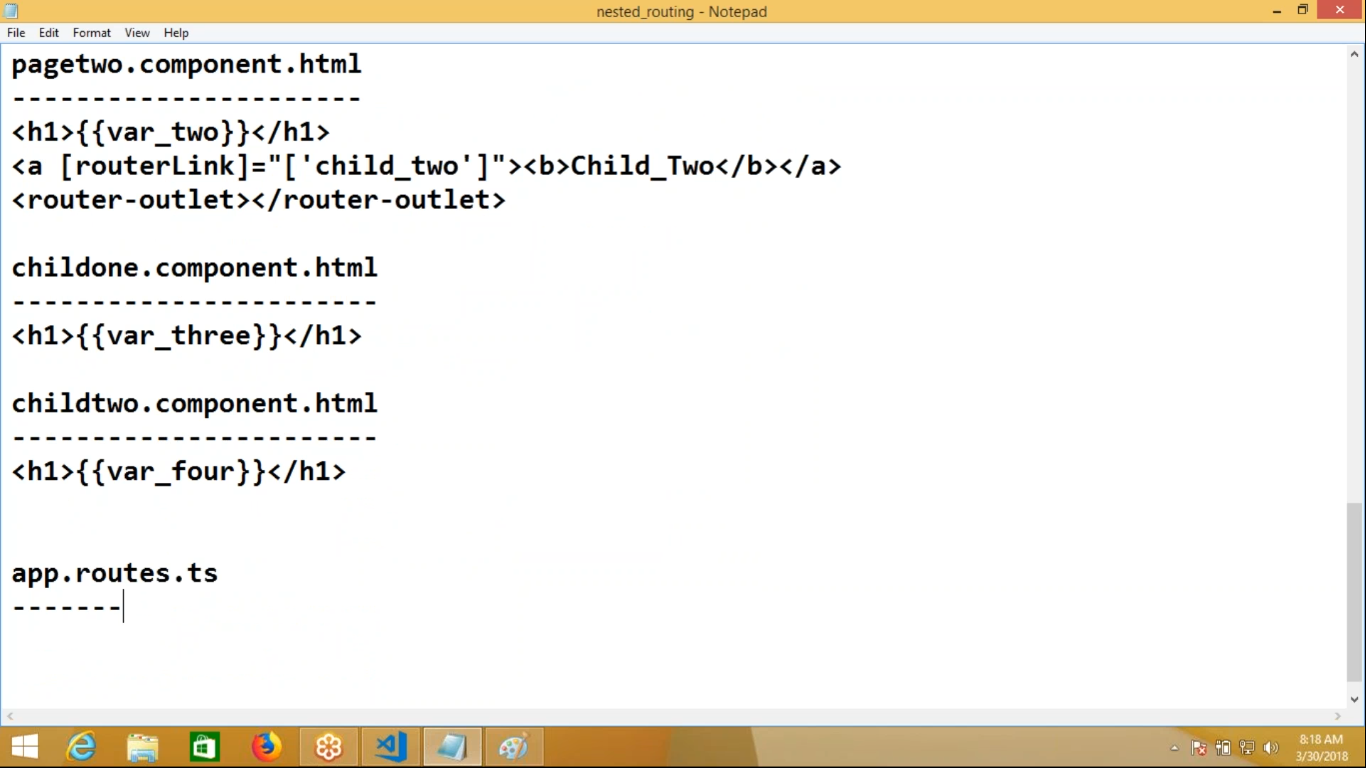 nested_routing - Notepad
File Edit Format View Help
pagetwo.component.html
----------------------
<h1>{{var_two}}</h1>
<a [routerLink]="['child_two']"><b>Child_Two</b></a>
<router-outlet></router-outlet>
childone.component.html
-----------------------
<h1>{{var_three}}</h1>
childtwo.component.html
-----------------------
<h1>{{var_four}}</h1>
app.routes.ts
-------
8:18 AM
3/30/2018